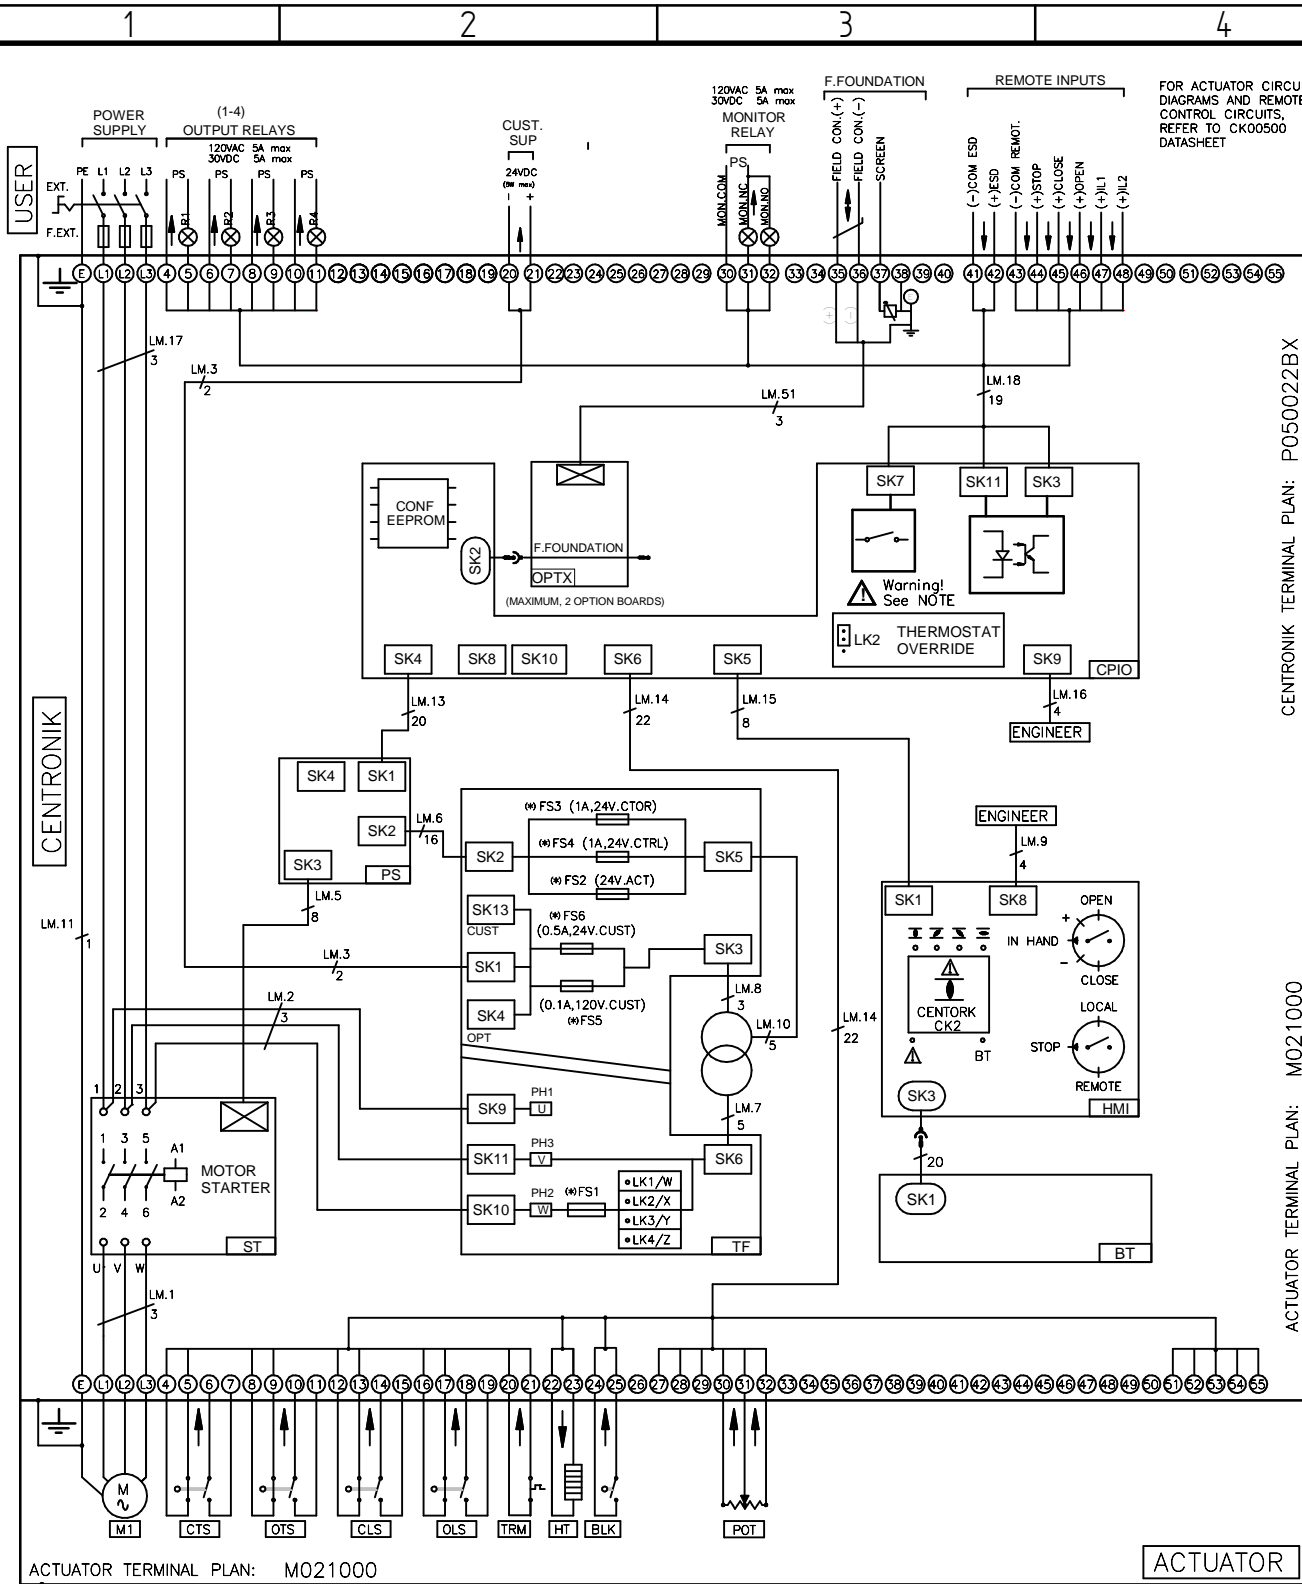 1 2 3 4
POWER
SUPPLY
(1-4)
OUTPUT RELAYS
120VAC 5A max
30VDC 5A max
CUST.
SUP
24VDC
(5W max)
- +
120VAC 5A max
30VDC 5A max
MONITOR
RELAY
PS
F.FOUNDATION
REMOTE INPUTS
FOR ACTUATOR CIRCU
DIAGRAMS AND REMOTE
CONTROL CIRCUITS,
REFER TO CK00500
DATASHEET
USER
EXT.
F.EXT.
PE L1 L2 L3
PS PS PS PS
R1 R2 R3 R4
MON.COM
MON.NC
MON.NO
FIELD CON.(+)
FIELD CON.(-)
SCREEN
(-)COM ESD
(+)ESD
(-)COM REMOT.
(+)STOP
(+)CLOSE
(+)OPEN
(+)IL1
(+)IL2
E L1 L2 L3 4 5 6 7 8 9 10 11 12 13 14 15 16 17 18 19 20 21 22 23 24 25 26 27 28 29 30 31 32 33 34 35 36 37 38 39 40 41 42 43 44 45 46 47 48 49 50 51 52 53 54 55
+ -
LM.17
3
LM.3
2
LM.51
3
LM.18
19
CENTRONIK TERMINAL PLAN: P050022BX
CONF
EEPROM
SK2
F.FOUNDATION
OPTX
(MAXIMUM, 2 OPTION BOARDS)
SK7
SK11
SK3
Warning!
See NOTE
LK2
THERMOSTAT
OVERRIDE
SK4
SK8
SK10
SK6
SK5
SK9
CPIO
LM.13
20
LM.14
22
LM.15
8
LM.16
4
ENGINEER
CENTRONIK
SK4
SK1
SK2
SK3
PS
LM.6
16
LM.5
8
(*)FS3 (1A,24V.CTOR)
(*)FS4 (1A,24V.CTRL)
(*)FS2 (24V.ACT)
SK2
SK5
SK13
CUST
(*)FS6
(0.5A,24V.CUST)
SK1
SK3
SK4
OPT
(0.1A,120V.CUST)
(*)FS5
LM.8
3
LM.10
5
LM.7
5
LM.11
1
LM.3
2
LM.2
3
LM.14
22
ENGINEER
LM.9
4
SK1
SK8
OPEN
+
IN HAND
-
CLOSE
CENTORK
CK2
BT
LOCAL
STOP
REMOTE
SK3
HMI
20
SK1
BT
ACTUATOR TERMINAL PLAN: M021000
SK9
PH1
U
SK11
PH3
V
SK10
PH2
W
(*)FS1
SK6
LK1/W
LK2/X
LK3/Y
LK4/Z
TF
1 2 3
1 3 5
A1
A2
MOTOR
STARTER
2 4 6
ST
U V W
LM.1
3
E L1 L2 L3 4 5 6 7 8 9 10 11 12 13 14 15 16 17 18 19 20 21 22 23 24 25 26 27 28 29 30 31 32 33 34 35 36 37 38 39 40 41 42 43 44 45 46 47 48 49 50 51 52 53 54 55
M
M1
CTS
OTS
CLS
OLS
TRM
HT
BLK
POT
ACTUATOR TERMINAL PLAN: M021000
ACTUATOR